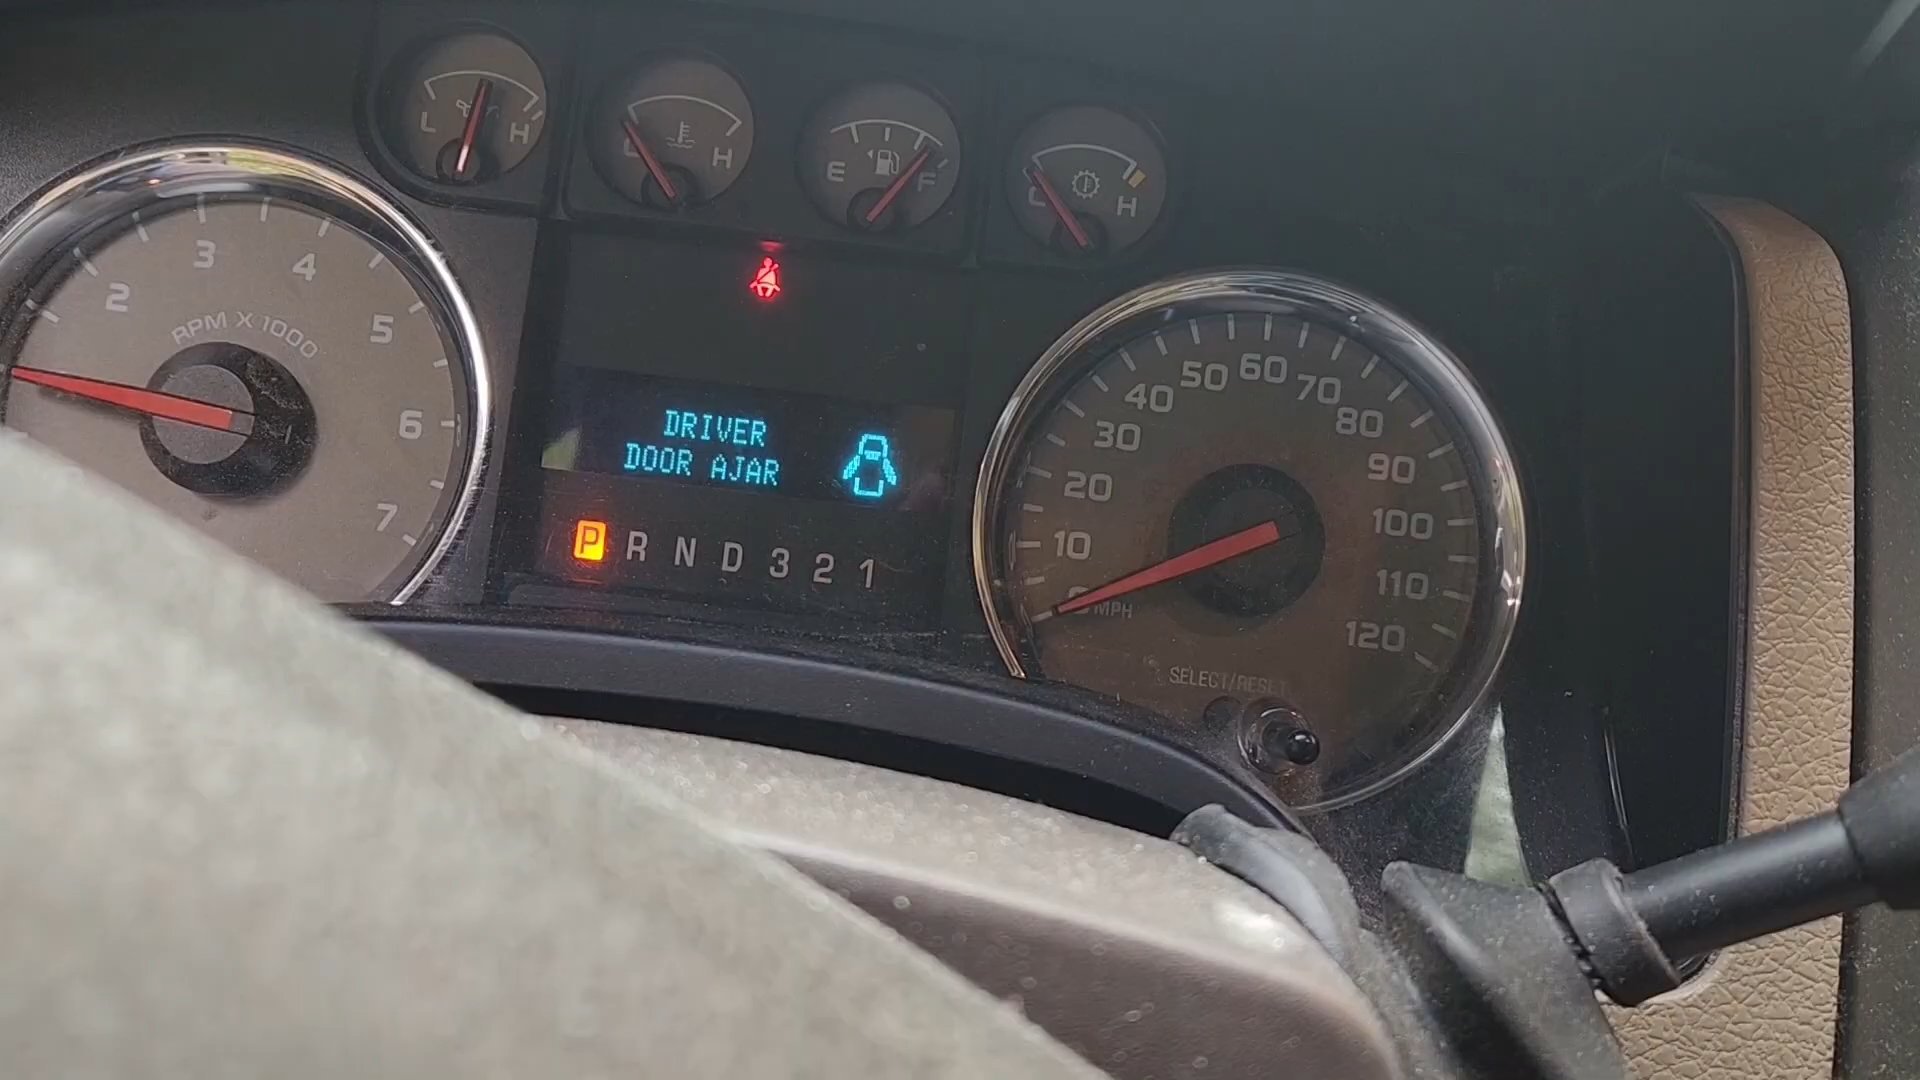 L H
H
E F
C H
2 3 4 5 6 7
RPM X 1000
DRIVER
DOOR AJAR
P R N D 3 2 1
0 10 20 30 40 50 60 70 80 90 100 110 120
MPH
SELECT/RESET